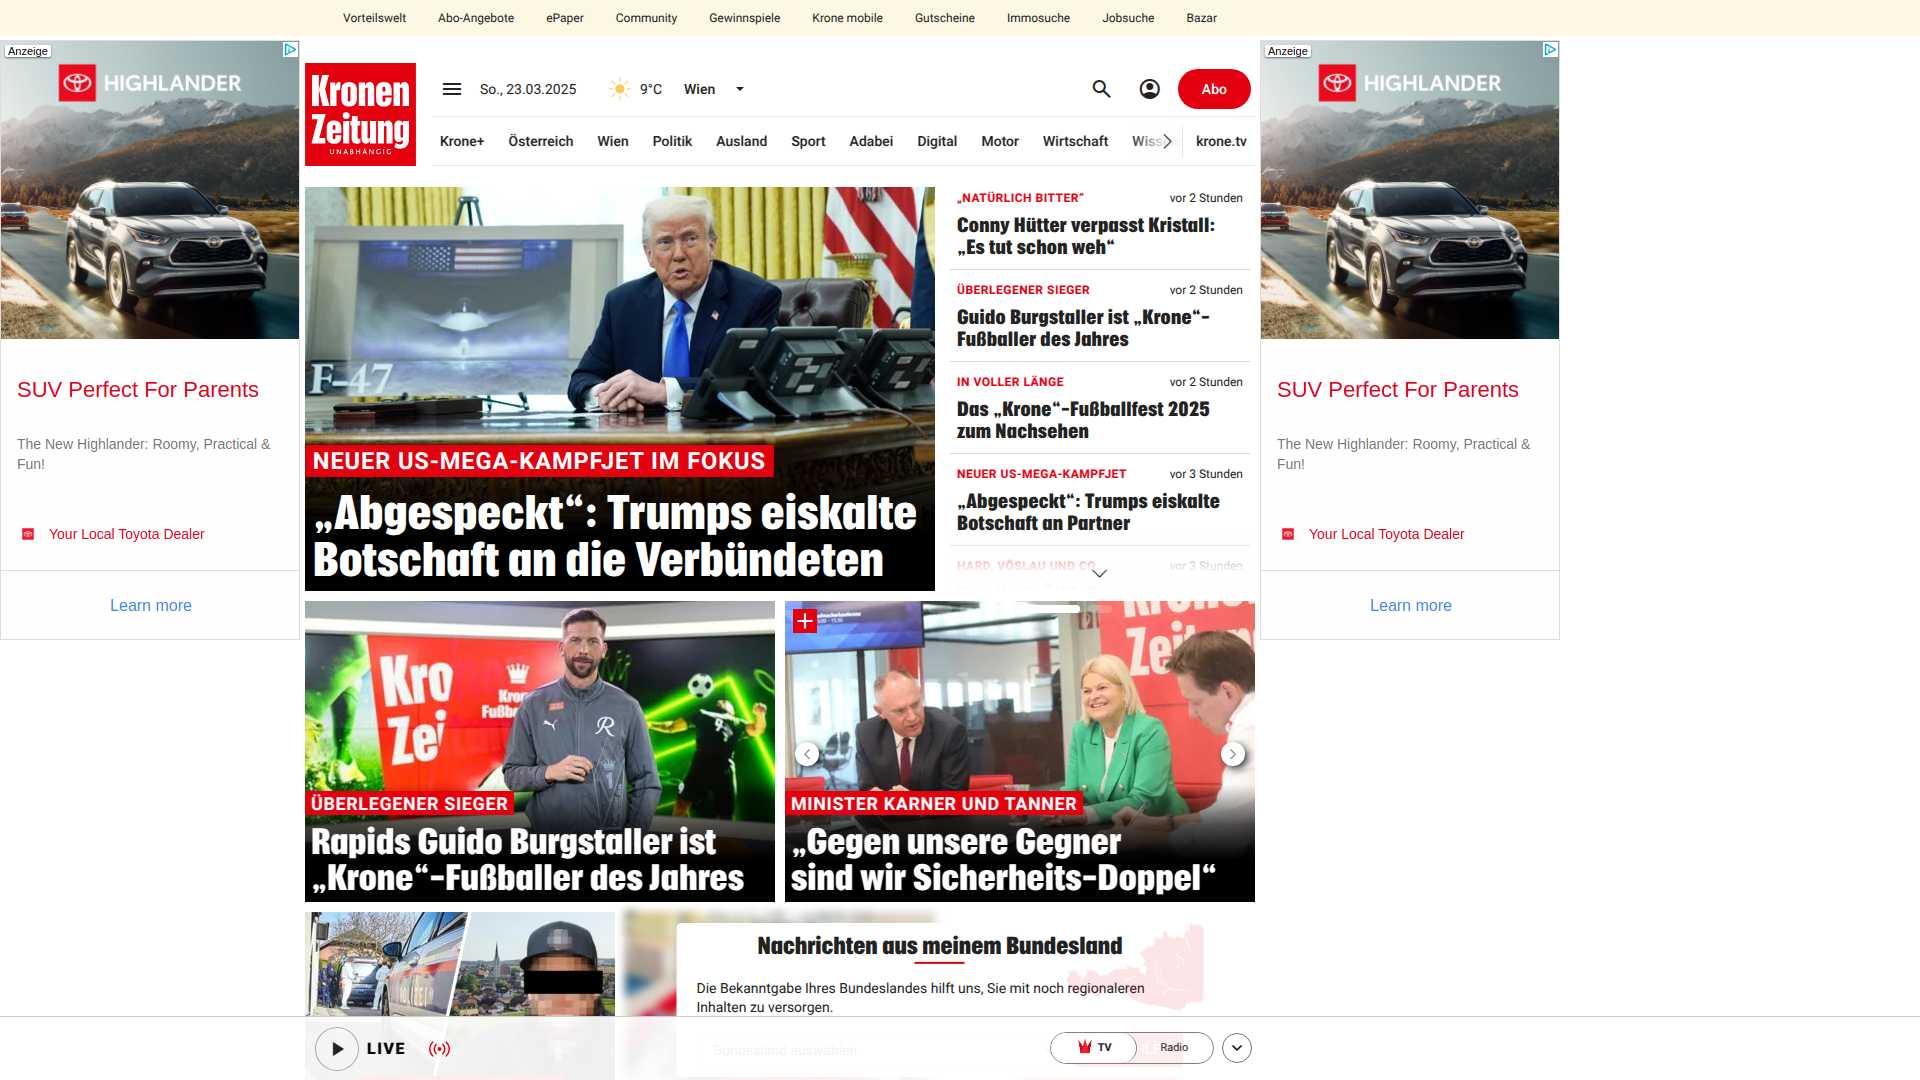 Vorteilswelt
Abo-Angebote
ePaper
Community
Gewinnspiele
Krone mobile
Gutscheine
Immosuche
Jobsuche
Bazar
Anzeige
HIGHLANDER
SUV Perfect For Parents
The New Highlander: Roomy, Practical &
Fun!
Your Local Toyota Dealer
Learn more
Kronen
Zeitung
UNABHÄNGIG
So., 23.03.2025
9°C
Wien
Abo
Krone+
Österreich
Wien
Politik
Ausland
Sport
Adabei
Digital
Motor
Wirtschaft
krone.tv
F-47
NEUER US-MEGA-KAMPFJET IM FOKUS
„Abgespeckt“: Trumps eiskalte
Botschaft an die Verbündeten
„NATÜRLICH BITTER“
vor 2 Stunden
Conny Hütter verpasst Kristall:
„Es tut schon weh“
ÜBERLEGENER SIEGER
vor 2 Stunden
Guido Burgstaller ist „Krone“-
Fußballer des Jahres
IN VOLLER LÄNGE
vor 2 Stunden
Das „Krone“-Fußballfest 2025
zum Nachsehen
NEUER US-MEGA-KAMPFJET
vor 3 Stunden
„Abgespeckt“: Trumps eiskalte
Botschaft an Partner
HARD, VÖSLAU UND CO.
vor 3 Stunden
ÜBERLEGENER SIEGER
Rapids Guido Burgstaller ist
„Krone“-Fußballer des Jahres
MINISTER KARNER UND TANNER
„Gegen unsere Gegner
sind wir Sicherheits-Doppel“
Nachrichten aus meinem Bundesland
Die Bekanntgabe Ihres Bundeslandes hilft uns, Sie mit noch regionaleren
Inhalten zu versorgen.
Bundesland auswählen
LIVE
TV
Radio
Anzeige
HIGHLANDER
SUV Perfect For Parents
The New Highlander: Roomy, Practical &
Fun!
Your Local Toyota Dealer
Learn more